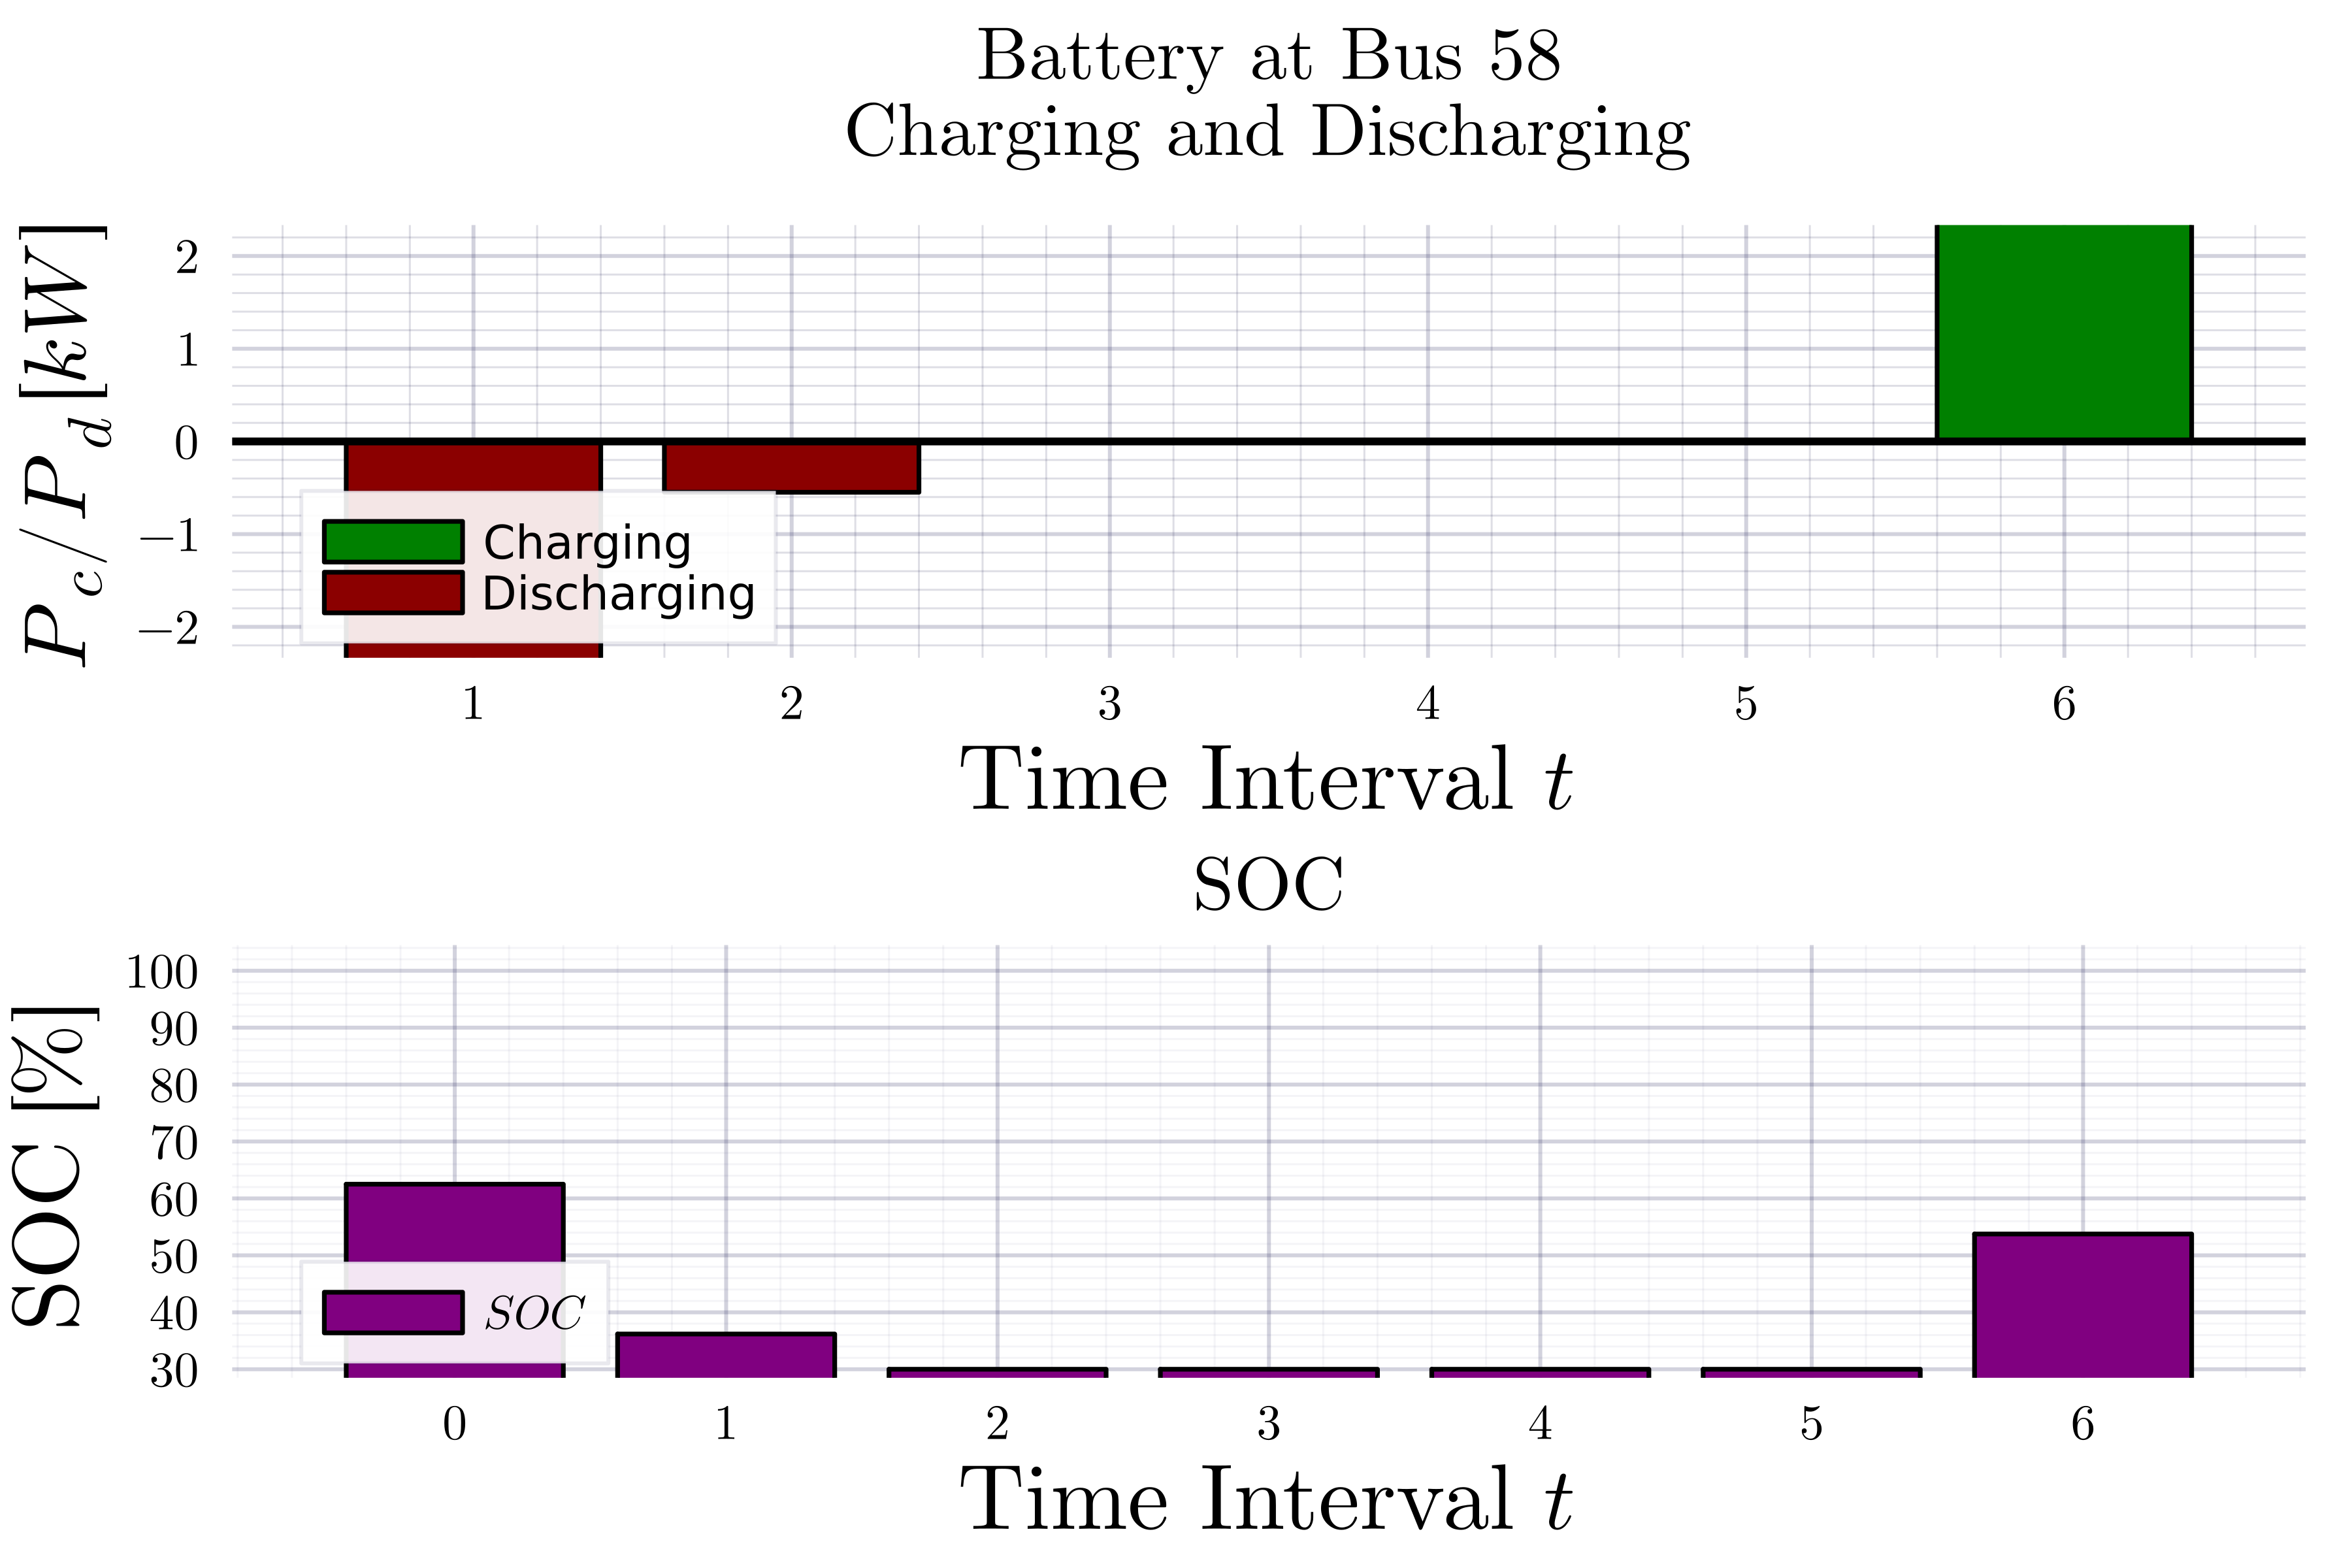 Battery at Bus 58
Charging and Discharging
P_c/P_d [kW]
2
1
0
−1
−2
Charging
Discharging
1 2 3 4 5 6
Time Interval t
SOC
SOC [%]
100
90
80
70
60
50
40
30
SOC
0 1 2 3 4 5 6
Time Interval t